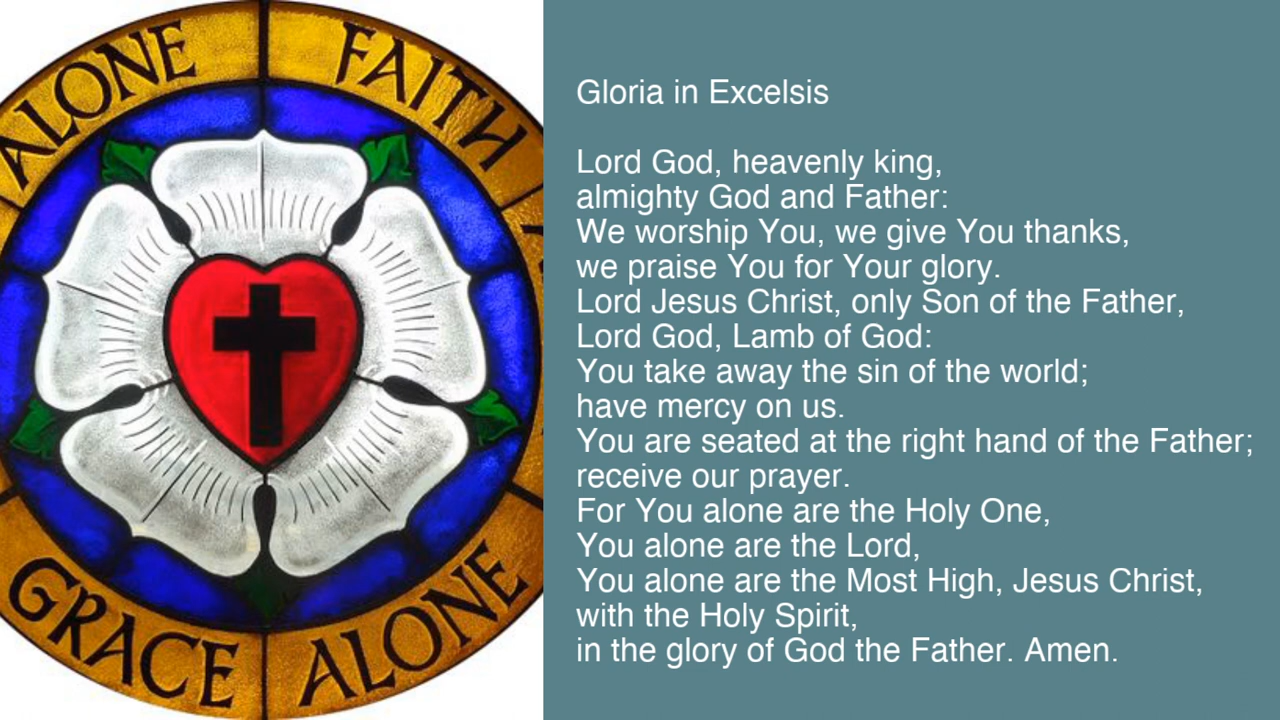 ALONE
FAITH
GRACE
ALONE
Gloria in Excelsis
Lord God, heavenly king,
almighty God and Father:
We worship You, we give You thanks,
we praise You for Your glory.
Lord Jesus Christ, only Son of the Father,
Lord God, Lamb of God:
You take away the sin of the world;
have mercy on us.
You are seated at the right hand of the Father;
receive our prayer.
For You alone are the Holy One,
You alone are the Lord,
You alone are the Most High, Jesus Christ,
with the Holy Spirit,
in the glory of God the Father. Amen.